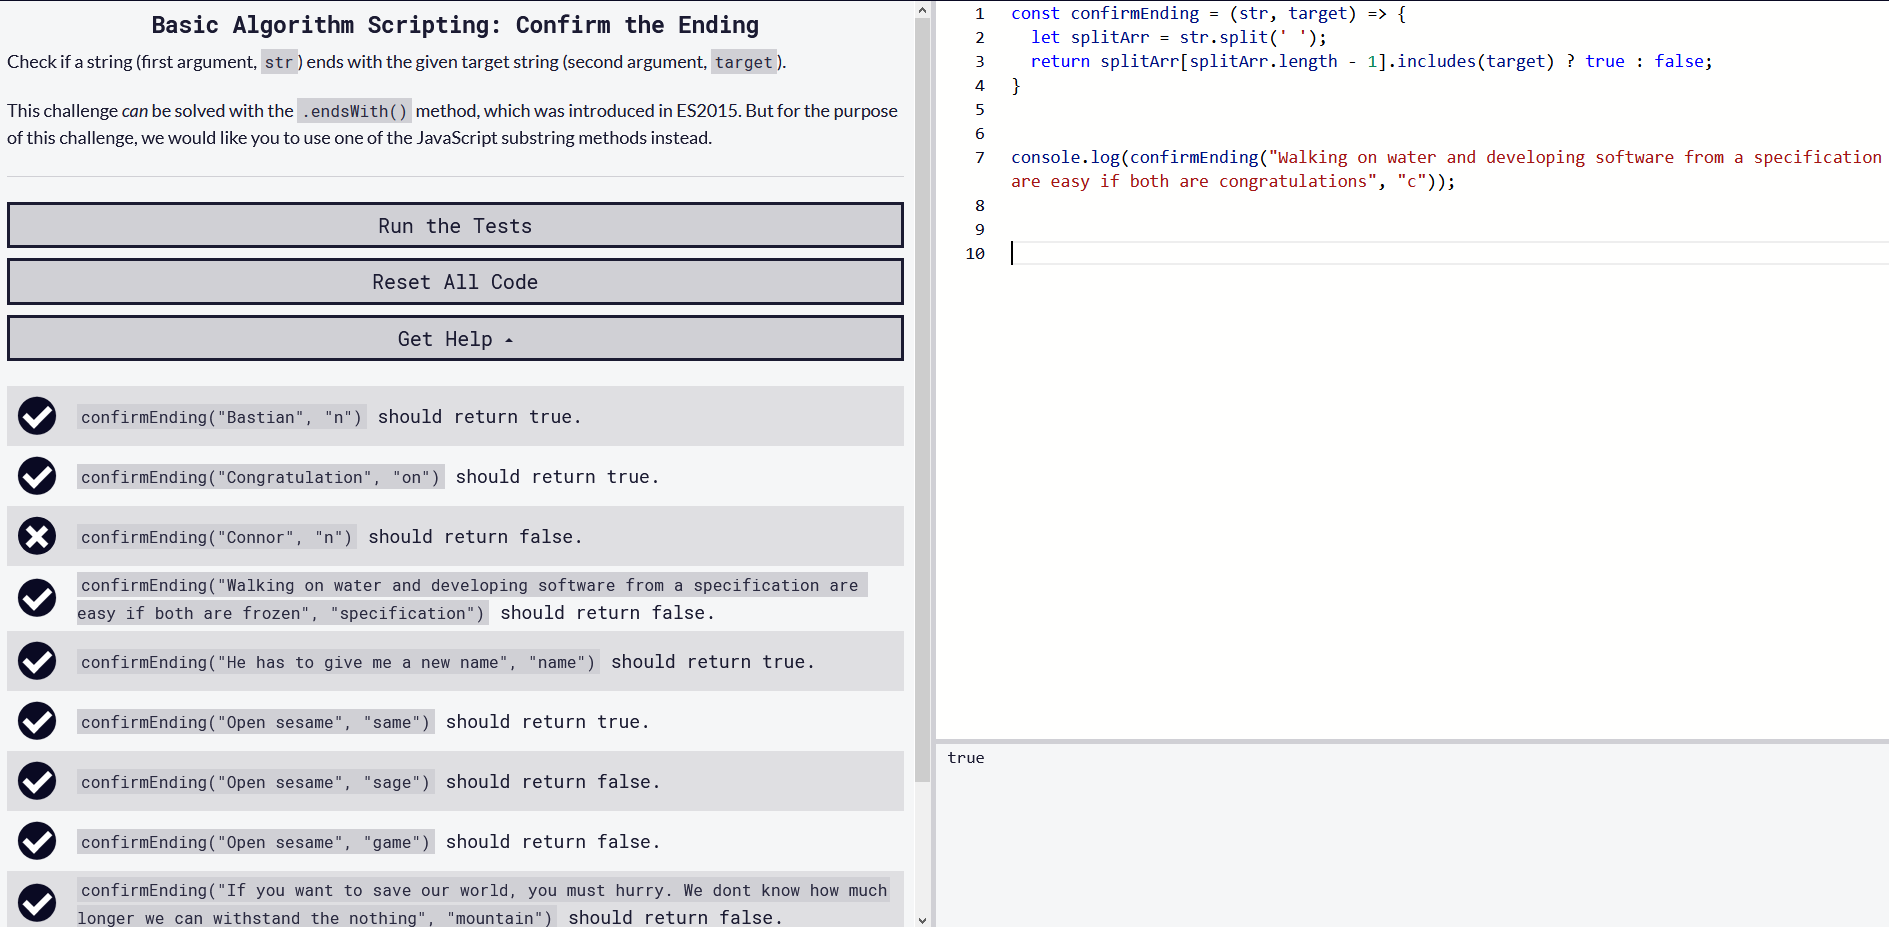 Basic Algorithm Scripting: Confirm the Ending
Check if a string (first argument, str) ends with the given target string (second argument, target).
This challenge can be solved with the .endsWith() method, which was introduced in ES2015. But for the purpose
of this challenge, we would like you to use one of the JavaScript substring methods instead.
Run the Tests
Reset All Code
Get Help
confirmEnding("Bastian", "n") should return true.
confirmEnding("Congratulation", "on") should return true.
confirmEnding("Connor", "n") should return false.
confirmEnding("Walking on water and developing software from a specification are
easy if both are frozen", "specification") should return false.
confirmEnding("He has to give me a new name", "name") should return true.
confirmEnding("Open sesame", "same") should return true.
confirmEnding("Open sesame", "sage") should return false.
confirmEnding("Open sesame", "game") should return false.
confirmEnding("If you want to save our world, you must hurry. We dont know how much
longer we can withstand the nothing", "mountain") should return false.
1 const confirmEnding = (str, target) => {
2 let splitArr = str.split(' ');
3 return splitArr[splitArr.length - 1].includes(target) ? true : false;
4 }
5
6
7 console.log(confirmEnding("Walking on water and developing software from a specification
are easy if both are congratulations", "c"));
8
9
10
true